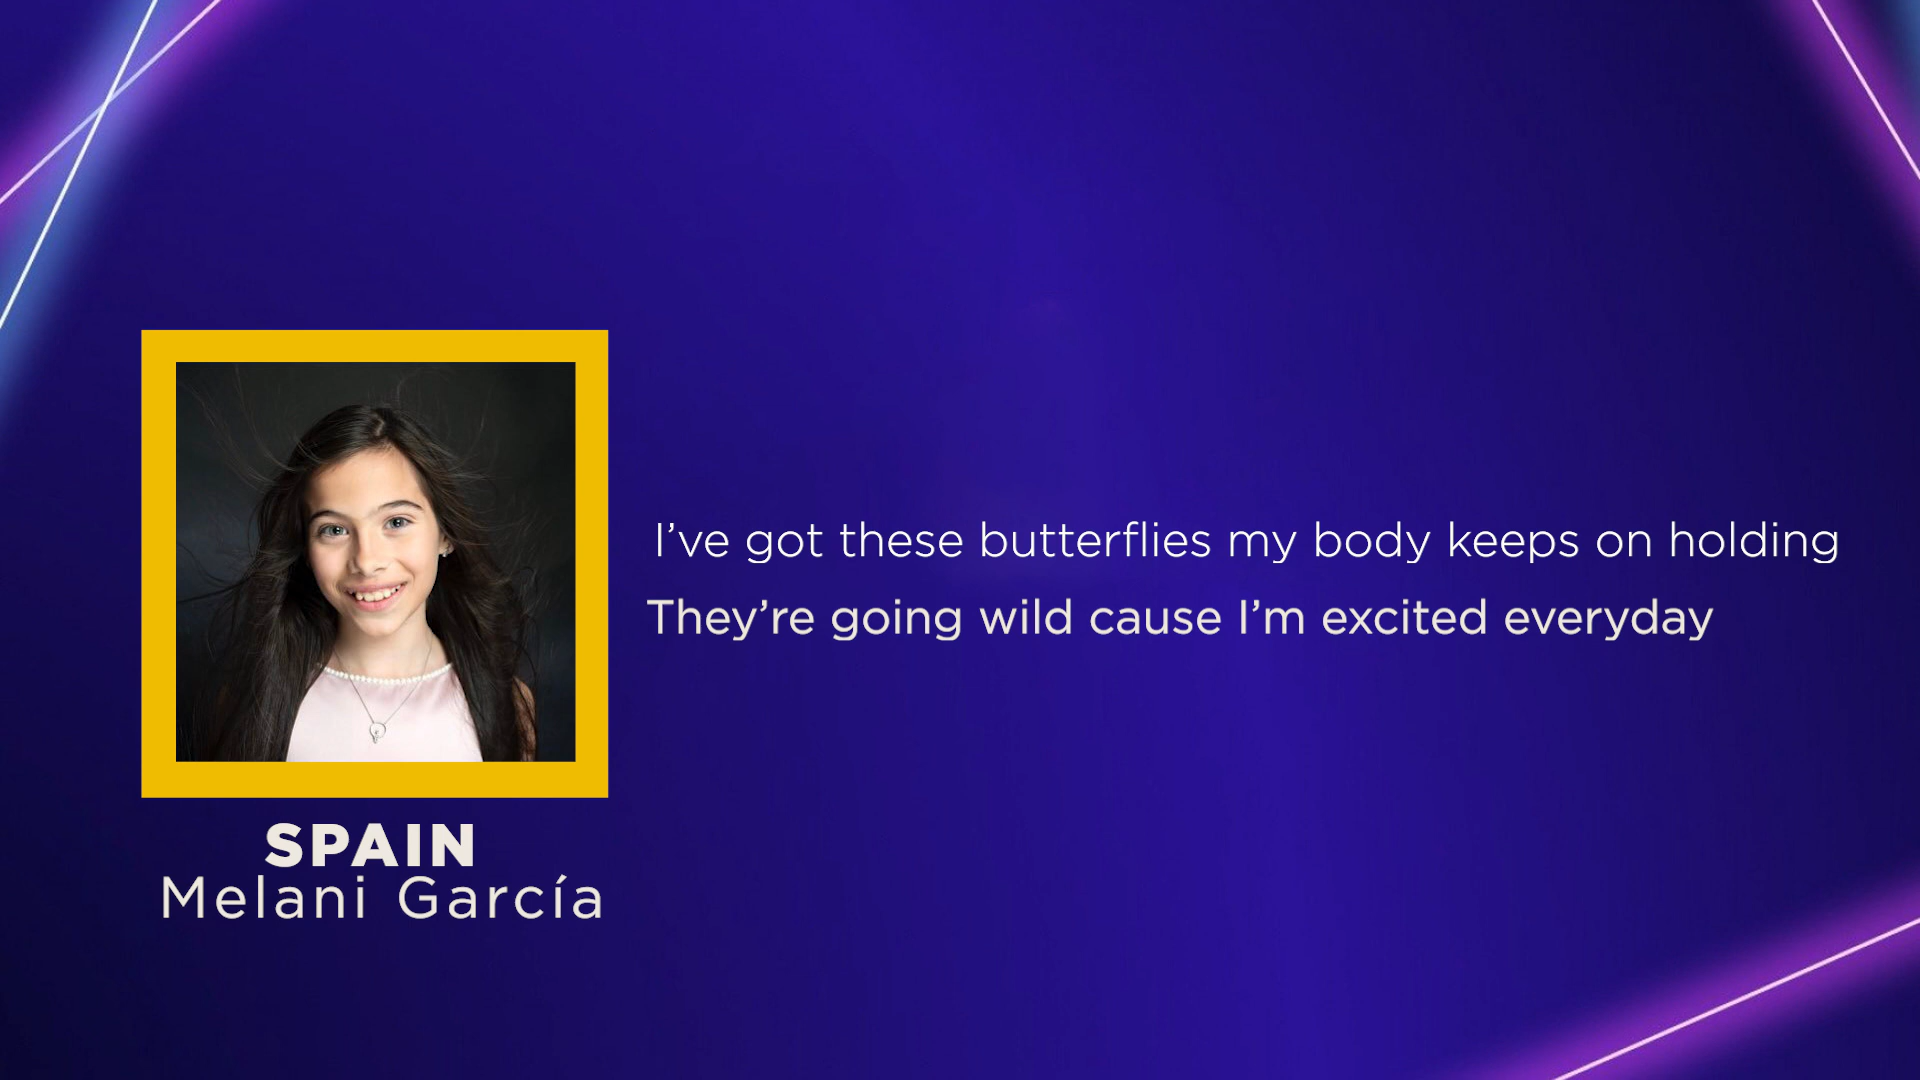 I’ve got these butterflies my body keeps on holding
They’re going wild cause I’m excited everyday
SPAIN
Melani García